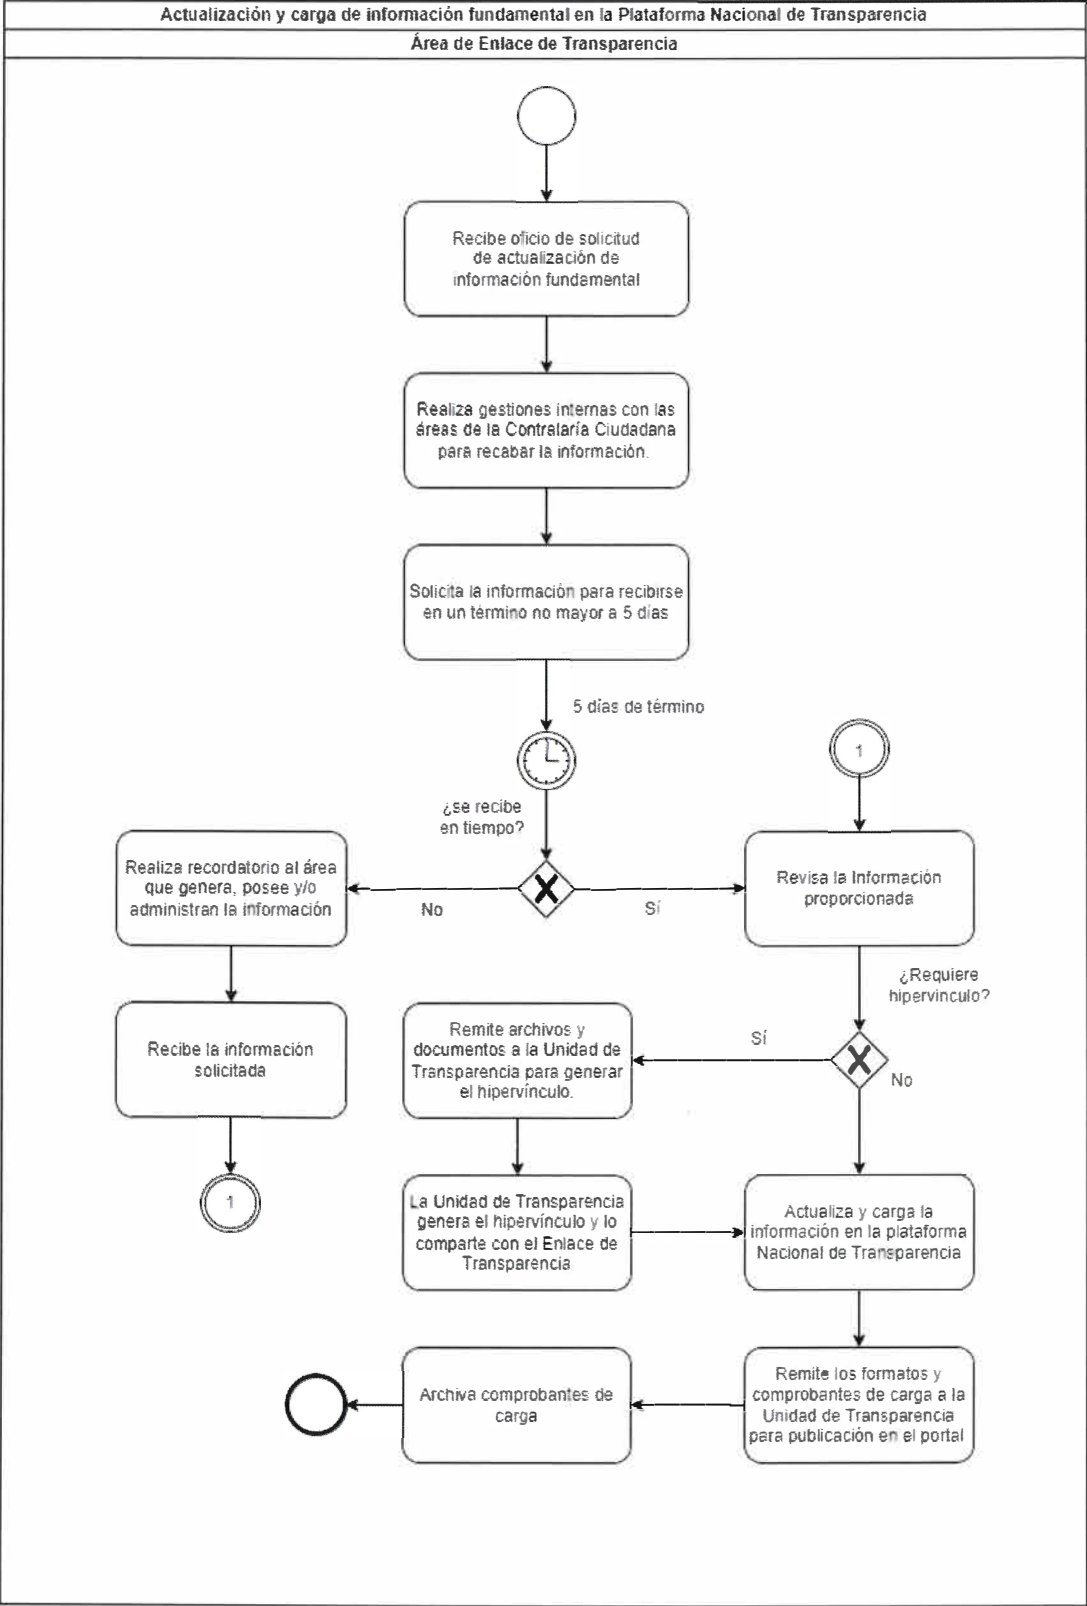 Actualización y carga de información fundamental en la Plataforma Nacional de Transparencia
Área de Enlace de Transparencia
Recibe oficio de solicitud
de actualización de
información fundamental
Realiza gestiones internas con las
áreas de la Contralaría Ciudadana
para recabar la información.
Solicita la información para recibirse
en un término no mayor a 5 días
5 días de término
1
¿se recibe
en tiempo?
Realiza recordatorio al área
que genera, posee y/o
administran la información
No
Sí
Revisa la Información
proporcionada
¿Requiere
hipervinculo?
Recibe la información
solicitada
Remite archivos y
documentos a la Unidad de
Transparencia para generar
el hipervínculo.
Sí
No
1
La Unidad de Transparencia
genera el hipervínculo y lo
comparte con el Enlace de
Transparencia
Actualiza y carga la
información en la plataforma
Nacional de Transparencia
Archiva comprobantes de
carga
Remite los formatos y
comprobantes de carga a la
Unidad de Transparencia
para publicación en el portal